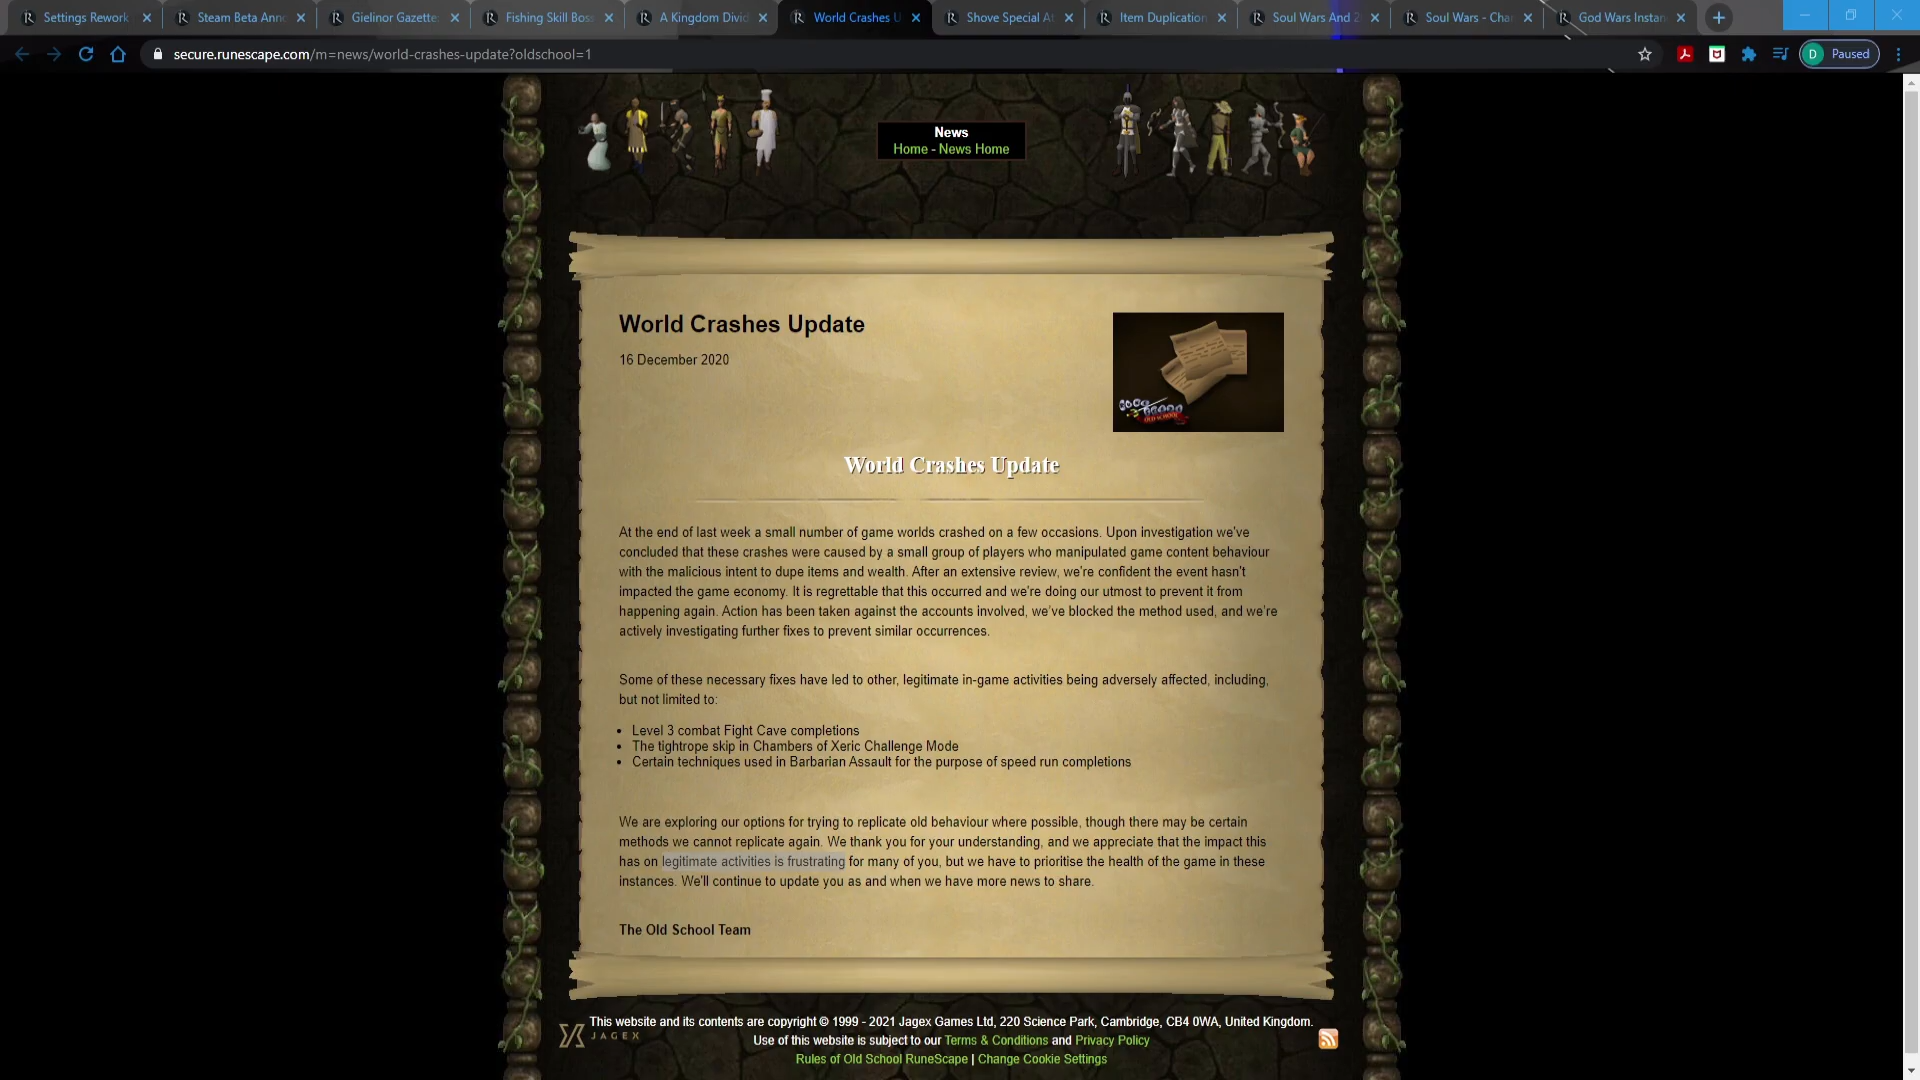 Settings Rework
Steam Beta Ann
Gielinor Gazette:
Fishing Skill Bos
A Kingdom Divid
World Crashes U
Shove Special At
Item Duplication
Soul Wars And 2
Soul Wars - Cha
God Wars Instan
secure.runescape.com/m=news/world-crashes-update?oldschool=1
D Paused
News
Home - News Home
World Crashes Update
16 December 2020
OLD SCHOOL
World Crashes Update
At the end of last week a small number of game worlds crashed on a few occasions. Upon investigation we've
concluded that these crashes were caused by a small group of players who manipulated game content behaviour
with the malicious intent to dupe items and wealth. After an extensive review, we're confident the event hasn't
impacted the game economy. It is regrettable that this occurred and we're doing our utmost to prevent it from
happening again. Action has been taken against the accounts involved, we've blocked the method used, and we're
actively investigating further fixes to prevent similar occurrences.
Some of these necessary fixes have led to other, legitimate in-game activities being adversely affected, including,
but not limited to:
• Level 3 combat Fight Cave completions
• The tightrope skip in Chambers of Xeric Challenge Mode
• Certain techniques used in Barbarian Assault for the purpose of speed run completions
We are exploring our options for trying to replicate old behaviour where possible, though there may be certain
methods we cannot replicate again. We thank you for your understanding, and we appreciate that the impact this
has on legitimate activities is frustrating for many of you, but we have to prioritise the health of the game in these
instances. We'll continue to update you as and when we have more news to share.
The Old School Team
JAGEX
This website and its contents are copyright © 1999 - 2021 Jagex Games Ltd, 220 Science Park, Cambridge, CB4 0WA, United Kingdom.
Use of this website is subject to our Terms & Conditions and Privacy Policy
Rules of Old School RuneScape | Change Cookie Settings